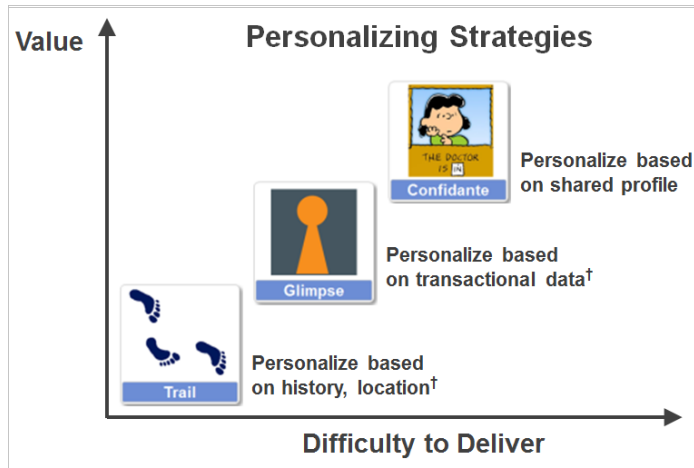 Value
Personalizing Strategies
THE DOCTOR
IS IN
Confidante
Personalize based
on shared profile
Glimpse
Personalize based
on transactional data†
Trail
Personalize based
on history, location†
Difficulty to Deliver